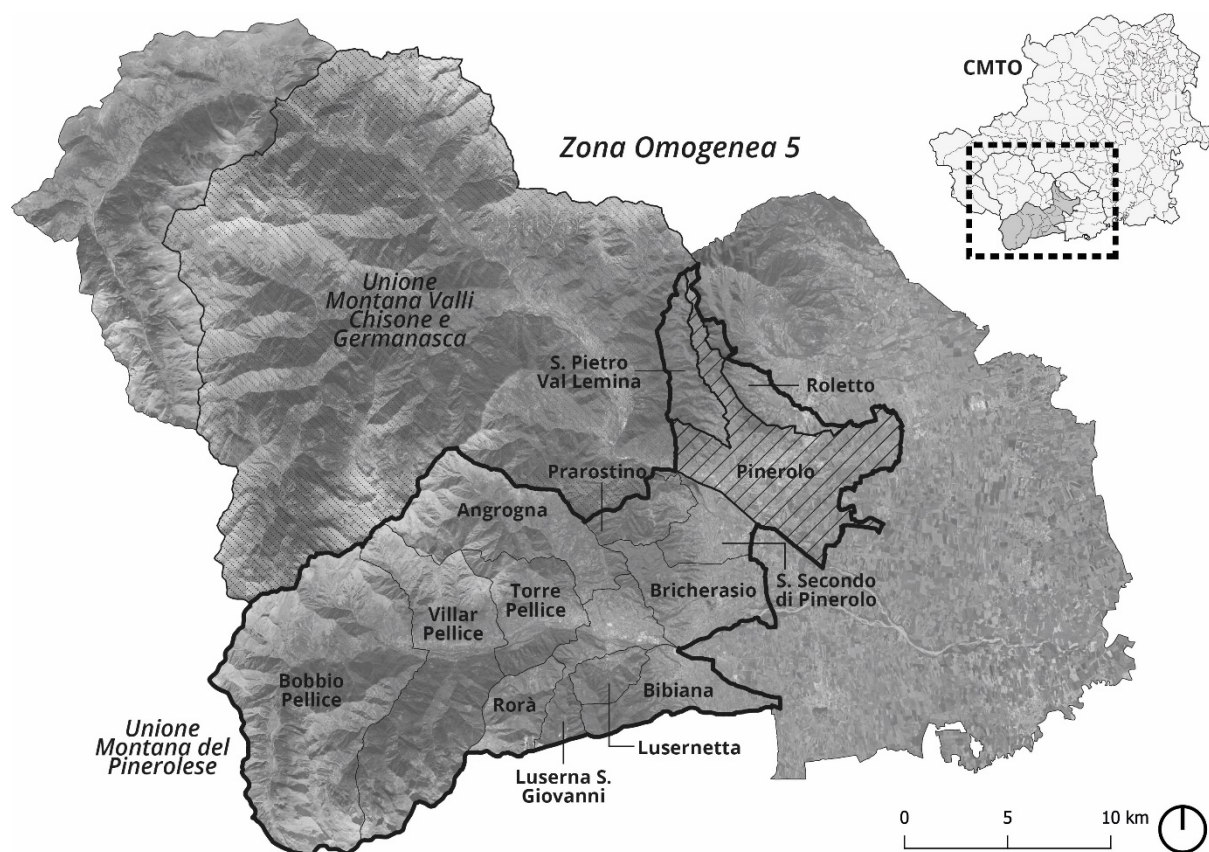 CMTO
Zona Omogenea 5
Unione
Montana Valli
Chisone e
Germanasca
S. Pietro
Val Lemina
Roletto
Pinerolo
Prarostino
Angrogna
S. Secondo
di Pinerolo
Bricherasio
Torre
Pellice
Villar
Pellice
Bobbio
Pellice
Rorà
Bibiana
Lusernetta
Luserna S.
Giovanni
Unione
Montana del
Pinerolese
0 5 10 km